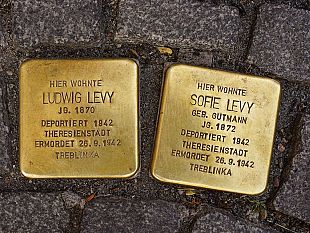 HIER WOHNTE
LUDWIG LEVY
JG. 1870
DEPORTIERT 1942
THERESIENSTADT
ERMORDET 26.9.1942
TREBLINKA
HIER WOHNTE
SOFIE LEVY
GEB. GUTMANN
JG. 1872
DEPORTIERT 1942
THERESIENSTADT
ERMORDET 26.9.1942
TREBLINKA